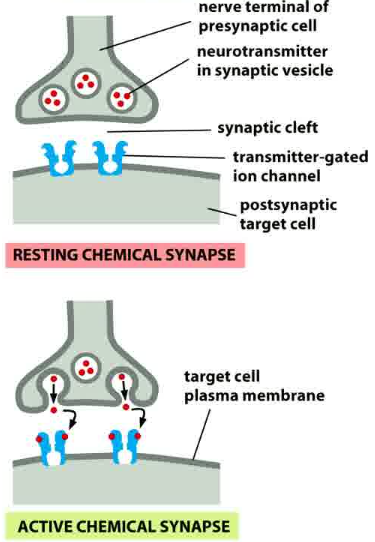 nerve terminal of
presynaptic cell
neurotransmitter
in synaptic vesicle
synaptic cleft
transmitter-gated
ion channel
postsynaptic
target cell
RESTING CHEMICAL SYNAPSE
target cell
plasma membrane
ACTIVE CHEMICAL SYNAPSE